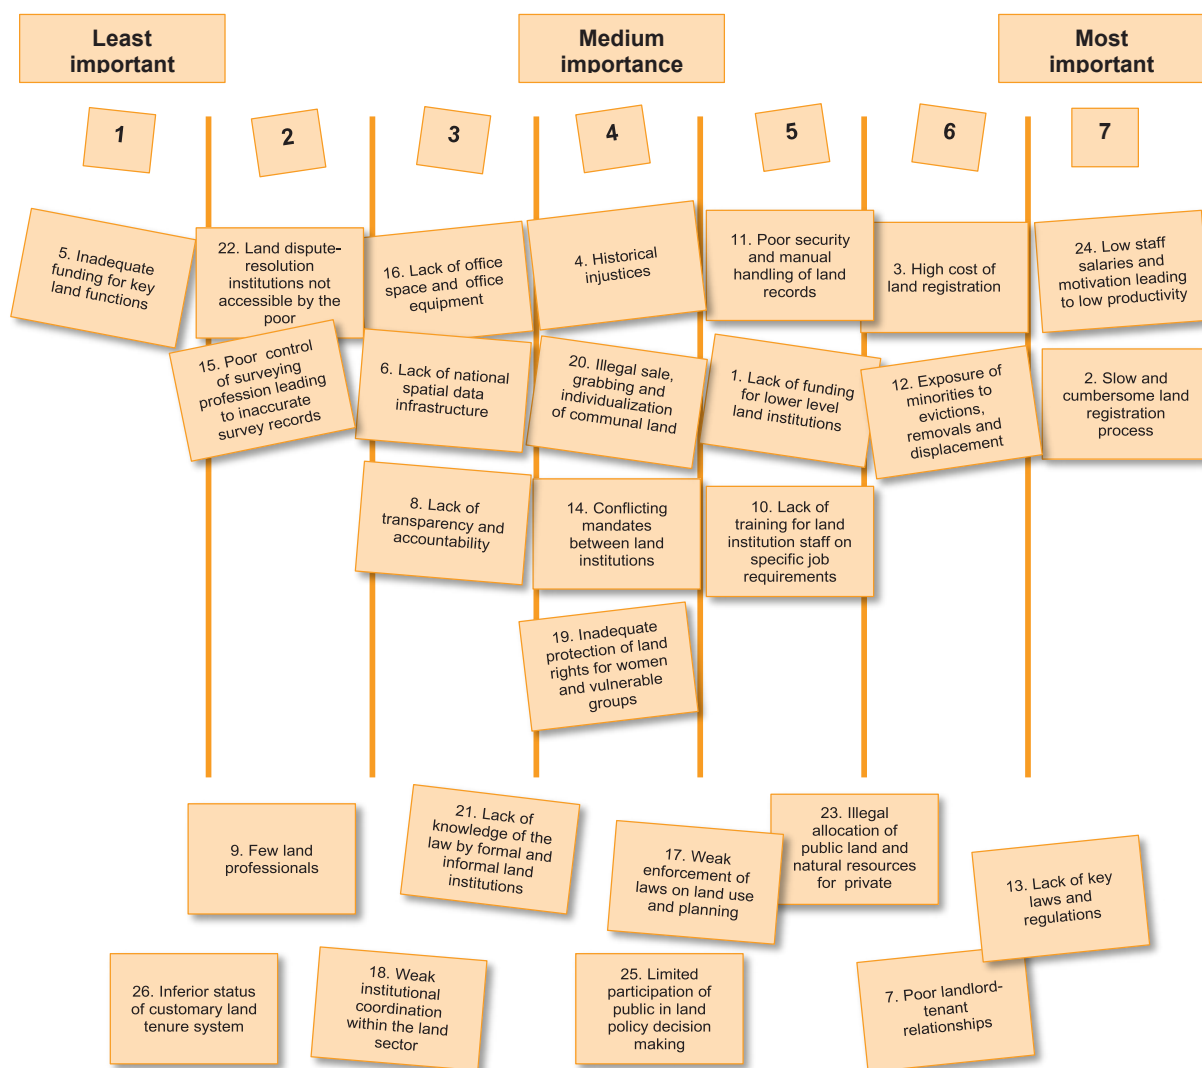 Least
important
Medium
importance
Most
important
1
2
3
4
5
6
7
5. Inadequate
funding for key
land functions
22. Land dispute-
resolution
institutions not
accessible by the
poor
16. Lack of office
space and office
equipment
4. Historical
injustices
11. Poor security
and manual
handling of land
records
3. High cost of
land registration
24. Low staff
salaries and
motivation leading
to low productivity
15. Poor control
of surveying
profession leading
to inaccurate
survey records
6. Lack of national
spatial data
infrastructure
20. Illegal sale,
grabbing and
individualization
of communal land
1. Lack of funding
for lower level
land institutions
12. Exposure of
minorities to
evictions,
removals and
displacement
2. Slow and
cumbersome land
registration
process
8. Lack of
transparency and
accountability
14. Conflicting
mandates
between land
institutions
10. Lack of
training for land
institution staff on
specific job
requirements
19. Inadequate
protection of land
rights for women
and vulnerable
groups
9. Few land
professionals
21. Lack of
knowledge of the
law by formal and
informal land
institutions
17. Weak
enforcement of
laws on land use
and planning
23. Illegal
allocation of
public land and
natural resources
for private
13. Lack of key
laws and
regulations
26. Inferior status
of customary land
tenure system
18. Weak
institutional
coordination
within the land
sector
25. Limited
participation of
public in land
policy decision
making
7. Poor landlord-
tenant
relationships